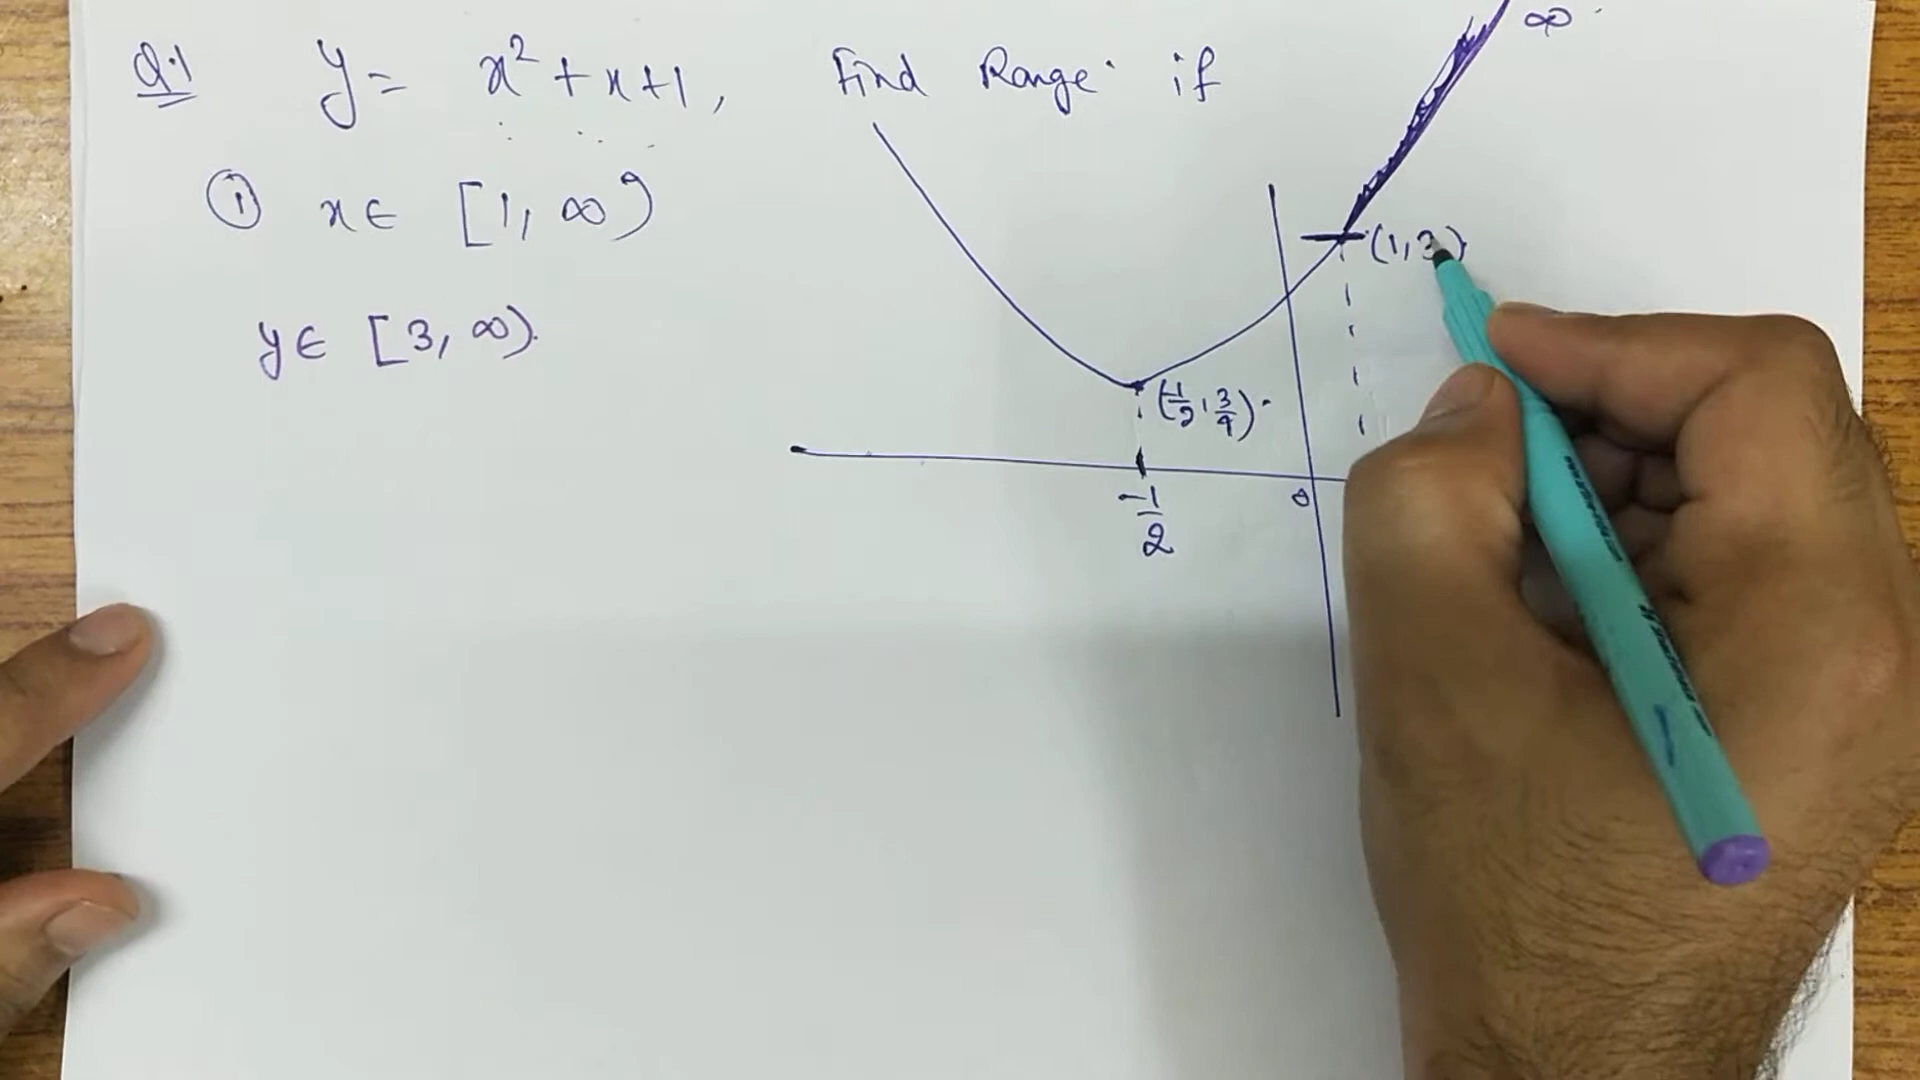 Q.1 y = x² + x + 1, Find Range if
∞
① x ∈ [1, ∞)
(1, 3)
y ∈ [3, ∞).
(-1/2, 3/4)
0
-1/2